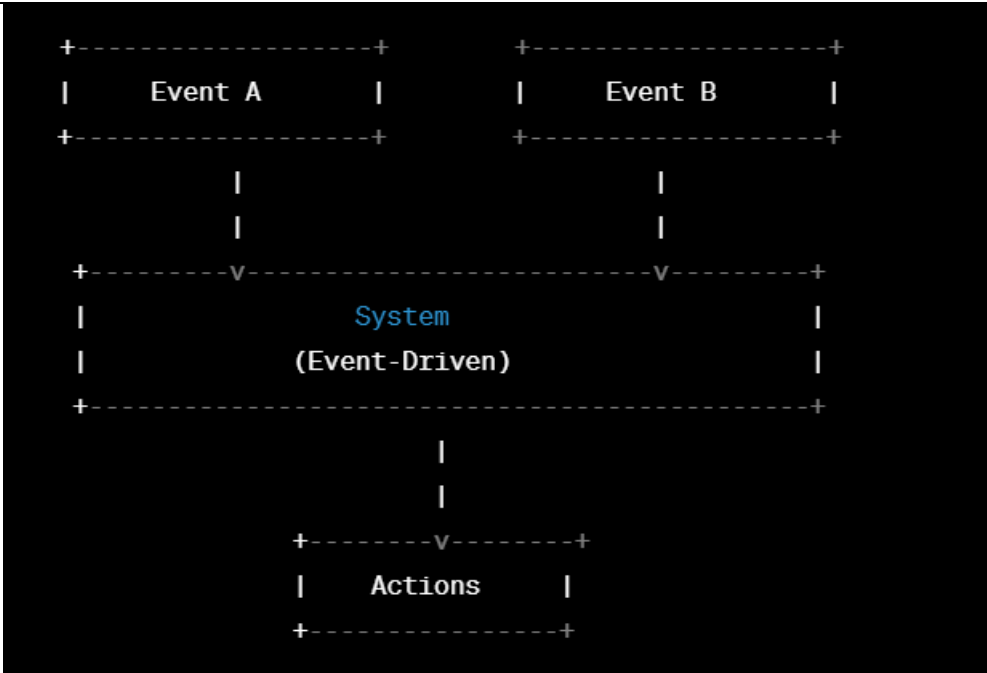 +-------------------+ +-------------------+
| Event A | | Event B |
+-------------------+ +-------------------+
| |
| |
+---------v--------------------------v---------+
| System |
| (Event-Driven) |
+----------------------------------------------+
|
|
+--------v--------+
| Actions |
+----------------+